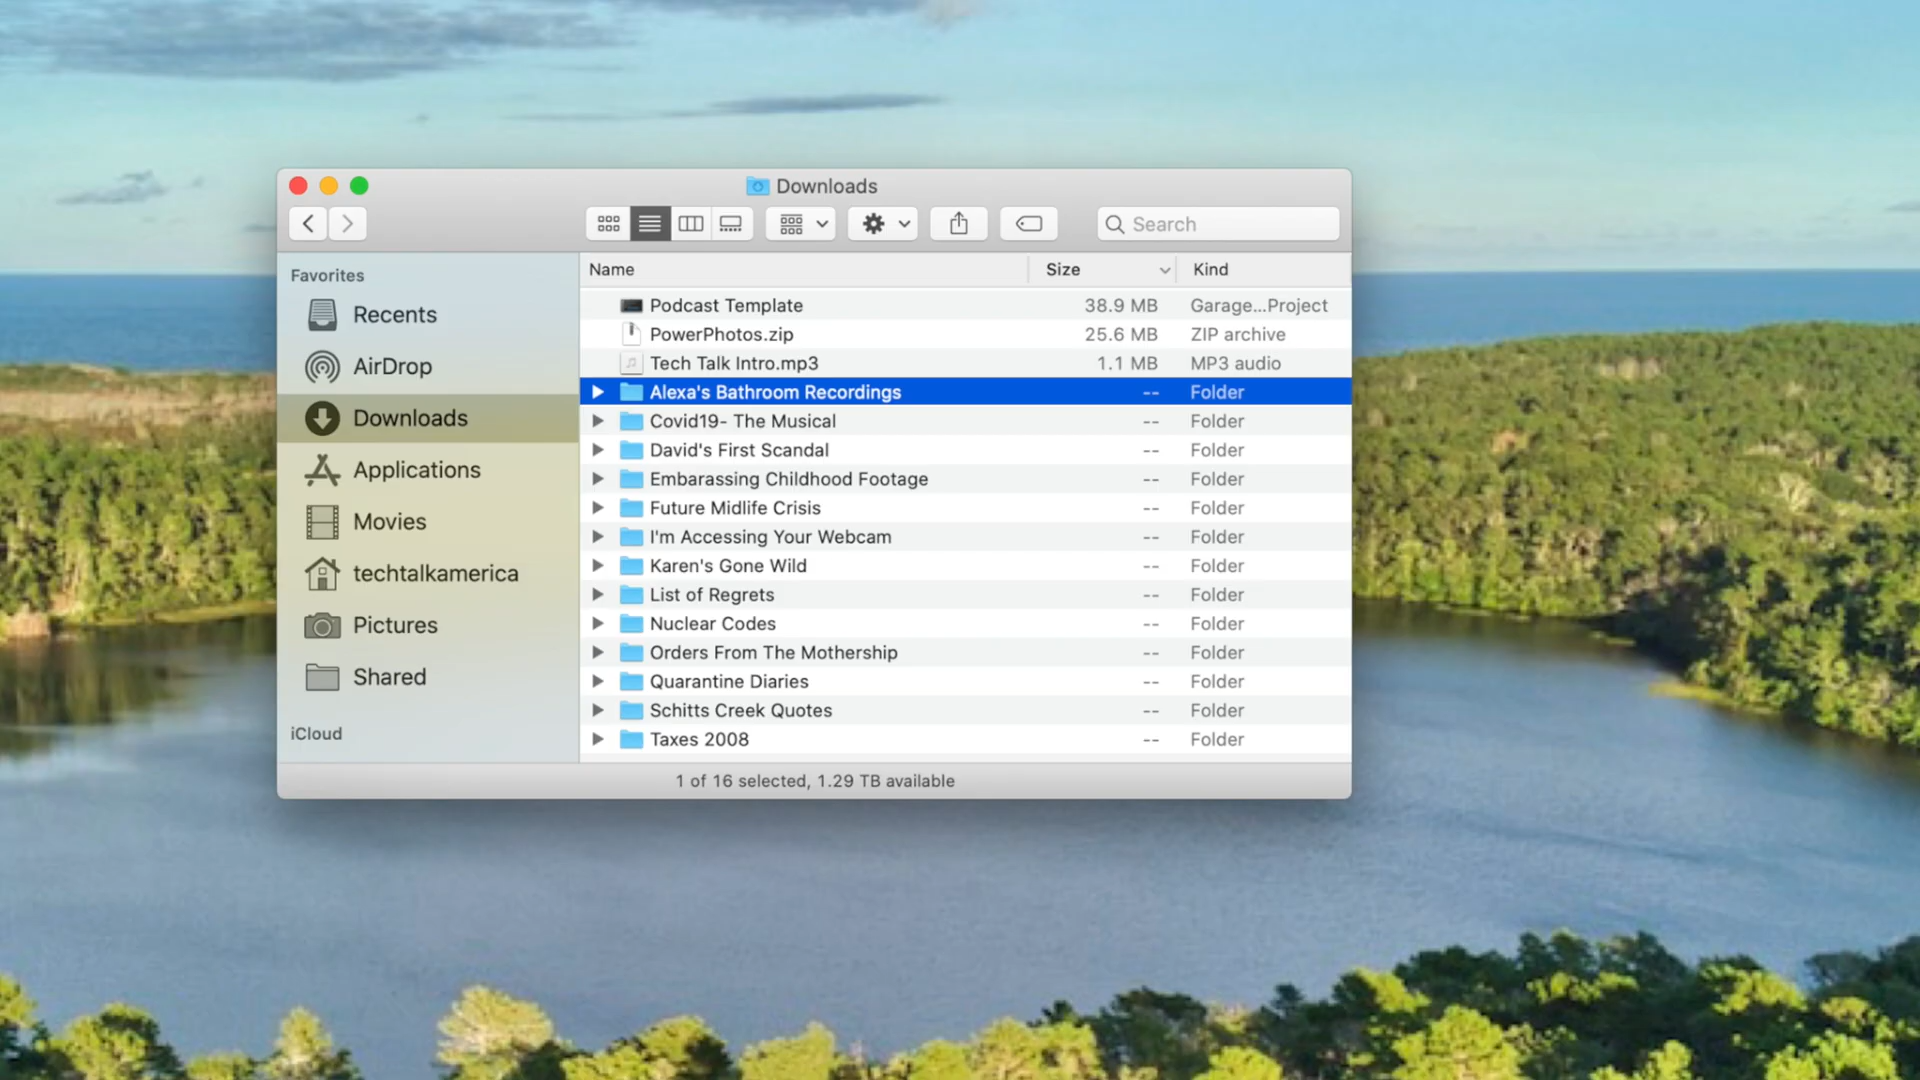 Downloads
Search
Favorites
Recents
AirDrop
Downloads
Applications
Movies
techtalkamerica
Pictures
Shared
iCloud
Name Size Kind
Podcast Template 38.9 MB Garage...Project
PowerPhotos.zip 25.6 MB ZIP archive
Tech Talk Intro.mp3 1.1 MB MP3 audio
Alexa's Bathroom Recordings -- Folder
Covid19- The Musical -- Folder
David's First Scandal -- Folder
Embarassing Childhood Footage -- Folder
Future Midlife Crisis -- Folder
I'm Accessing Your Webcam -- Folder
Karen's Gone Wild -- Folder
List of Regrets -- Folder
Nuclear Codes -- Folder
Orders From The Mothership -- Folder
Quarantine Diaries -- Folder
Schitts Creek Quotes -- Folder
Taxes 2008 -- Folder
1 of 16 selected, 1.29 TB available